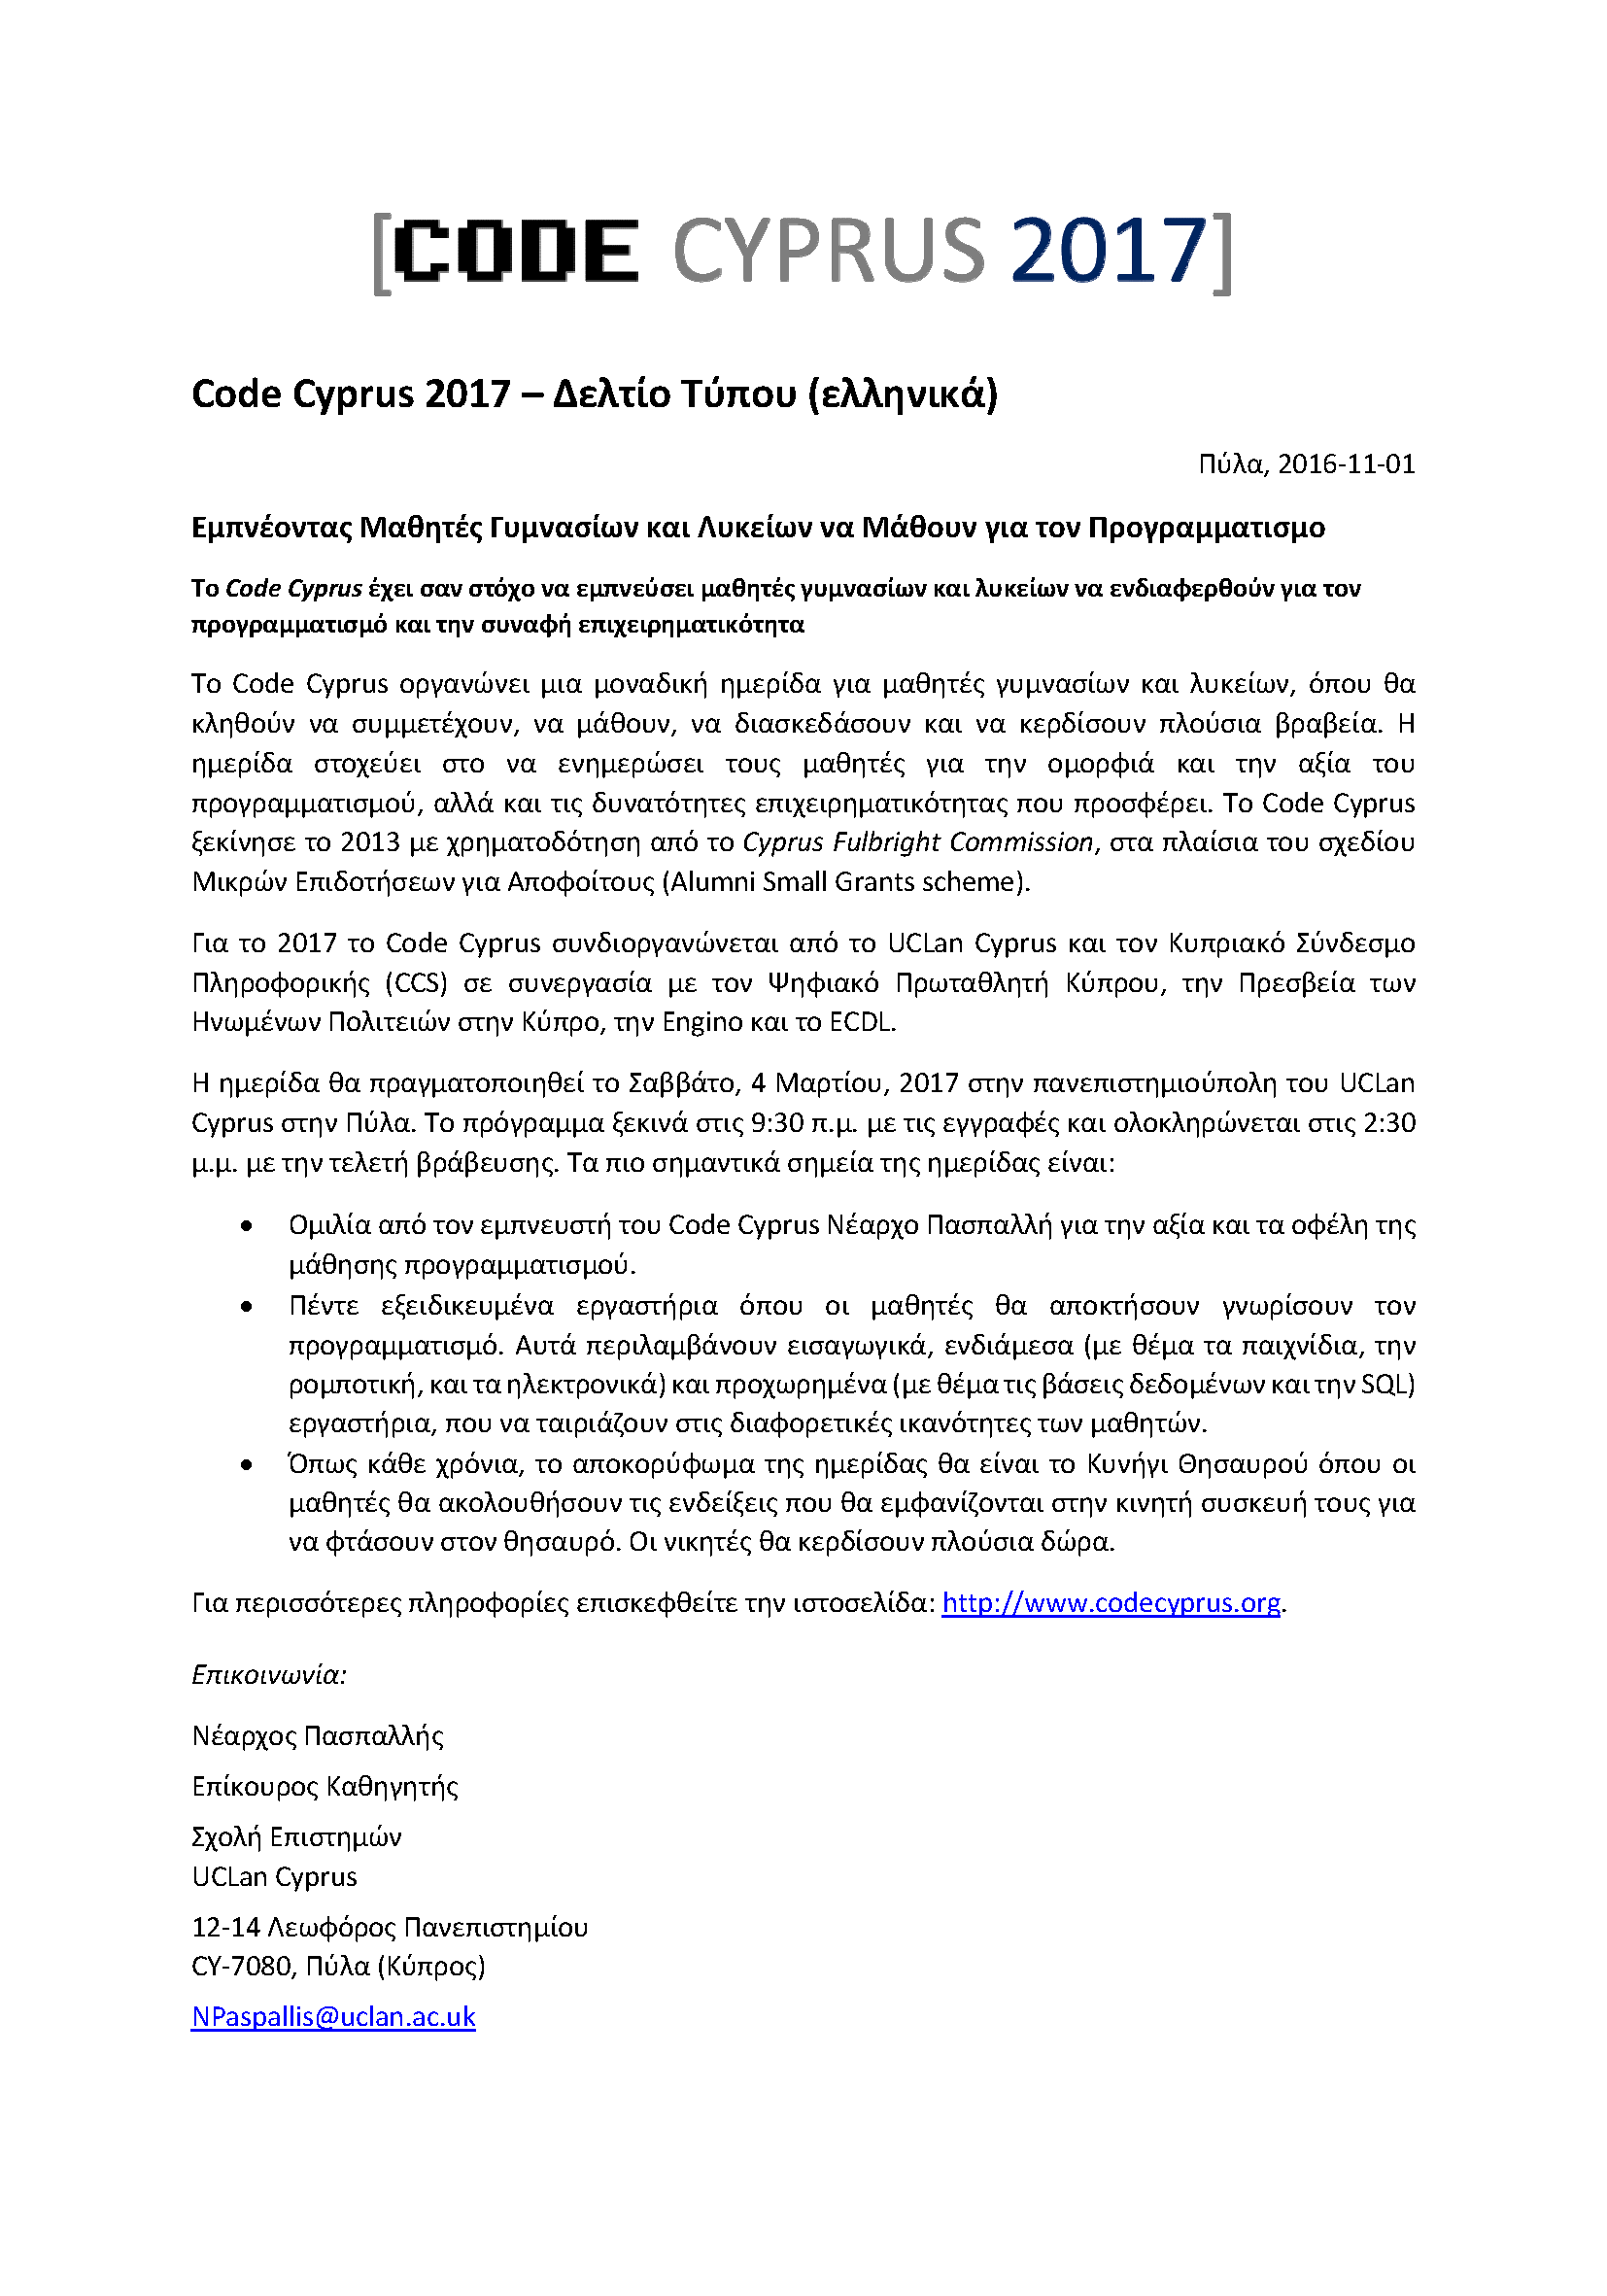 [CODE CYPRUS 2017]
Code Cyprus 2017 – Δελτίο Τύπου (ελληνικά)
Πύλα, 2016-11-01
Εμπνέοντας Μαθητές Γυμνασίων και Λυκείων να Μάθουν για τον Προγραμματισμο
Το Code Cyprus έχει σαν στόχο να εμπνεύσει μαθητές γυμνασίων και λυκείων να ενδιαφερθούν για τον
προγραμματισμό και την συναφή επιχειρηματικότητα
Το Code Cyprus οργανώνει μια μοναδική ημερίδα για μαθητές γυμνασίων και λυκείων, όπου θα
κληθούν να συμμετέχουν, να μάθουν, να διασκεδάσουν και να κερδίσουν πλούσια βραβεία. Η
ημερίδα στοχεύει στο να ενημερώσει τους μαθητές για την ομορφιά και την αξία του
προγραμματισμού, αλλά και τις δυνατότητες επιχειρηματικότητας που προσφέρει. Το Code Cyprus
ξεκίνησε το 2013 με χρηματοδότηση από το Cyprus Fulbright Commission, στα πλαίσια του σχεδίου
Μικρών Επιδοτήσεων για Αποφοίτους (Alumni Small Grants scheme).
Για το 2017 το Code Cyprus συνδιοργανώνεται από το UCLan Cyprus και τον Κυπριακό Σύνδεσμο
Πληροφορικής (CCS) σε συνεργασία με τον Ψηφιακό Πρωταθλητή Κύπρου, την Πρεσβεία των
Ηνωμένων Πολιτειών στην Κύπρο, την Engino και το ECDL.
Η ημερίδα θα πραγματοποιηθεί το Σαββάτο, 4 Μαρτίου, 2017 στην πανεπιστημιούπολη του UCLan
Cyprus στην Πύλα. Το πρόγραμμα ξεκινά στις 9:30 π.μ. με τις εγγραφές και ολοκληρώνεται στις 2:30
μ.μ. με την τελετή βράβευσης. Τα πιο σημαντικά σημεία της ημερίδας είναι:
• Ομιλία από τον εμπνευστή του Code Cyprus Νέαρχο Πασπαλλή για την αξία και τα οφέλη της
μάθησης προγραμματισμού.
• Πέντε εξειδικευμένα εργαστήρια όπου οι μαθητές θα αποκτήσουν γνωρίσουν τον
προγραμματισμό. Αυτά περιλαμβάνουν εισαγωγικά, ενδιάμεσα (με θέμα τα παιχνίδια, την
ρομποτική, και τα ηλεκτρονικά) και προχωρημένα (με θέμα τις βάσεις δεδομένων και την SQL)
εργαστήρια, που να ταιριάζουν στις διαφορετικές ικανότητες των μαθητών.
• Όπως κάθε χρόνια, το αποκορύφωμα της ημερίδας θα είναι το Κυνήγι Θησαυρού όπου οι
μαθητές θα ακολουθήσουν τις ενδείξεις που θα εμφανίζονται στην κινητή συσκευή τους για
να φτάσουν στον θησαυρό. Οι νικητές θα κερδίσουν πλούσια δώρα.
Για περισσότερες πληροφορίες επισκεφθείτε την ιστοσελίδα: http://www.codecyprus.org.
Επικοινωνία:
Νέαρχος Πασπαλλής
Επίκουρος Καθηγητής
Σχολή Επιστημών
UCLan Cyprus
12-14 Λεωφόρος Πανεπιστημίου
CY-7080, Πύλα (Κύπρος)
NPaspallis@uclan.ac.uk